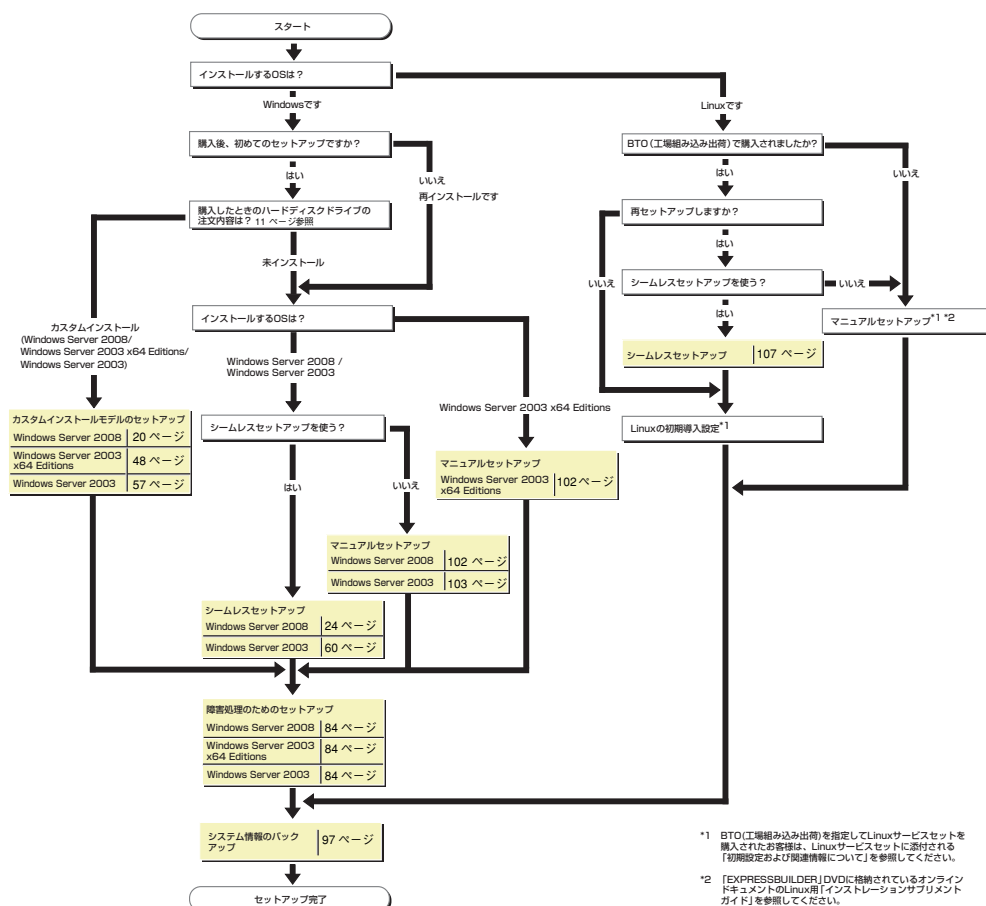 スタート
インストールするOSは？
Windowsです
Linuxです
購入後、初めてのセットアップですか？
はい
いいえ
再インストールです
購入したときのハードディスクドライブの
注文内容は？ 11 ページ参照
未インストール
カスタムインストール
(Windows Server 2008/
Windows Server 2003 x64 Editions/
Windows Server 2003)
インストールするOSは？
Windows Server 2008 /
Windows Server 2003
Windows Server 2003 x64 Editions
カスタムインストールモデルのセットアップ
Windows Server 2008 20 ページ
Windows Server 2003
x64 Editions 48 ページ
Windows Server 2003 57 ページ
シームレスセットアップを使う？
はい
いいえ
マニュアルセットアップ
Windows Server 2003
x64 Editions 102 ページ
マニュアルセットアップ
Windows Server 2008 102 ページ
Windows Server 2003 103 ページ
シームレスセットアップ
Windows Server 2008 24 ページ
Windows Server 2003 60 ページ
障害処理のためのセットアップ
Windows Server 2008 84 ページ
Windows Server 2003
x64 Editions 84 ページ
Windows Server 2003 84 ページ
システム情報のバック
アップ 97 ページ
セットアップ完了
BTO（工場組み込み出荷）で購入されましたか？
はい
いいえ
再セットアップしますか？
はい
いいえ
シームレスセットアップを使う？
いいえ
はい
マニュアルセットアップ*1 *2
シームレスセットアップ 107 ページ
Linuxの初期導入設定*1
*1 BTO(工場組み込み出荷)を指定してLinuxサービスセットを
購入されたお客様は、Linuxサービスセットに添付される
「初期設定および関連情報について」を参照してください。
*2 「EXPRESSBUILDER」DVDに格納されているオンライン
ドキュメントのLinux用「インストレーションサプリメント
ガイド」を参照してください。